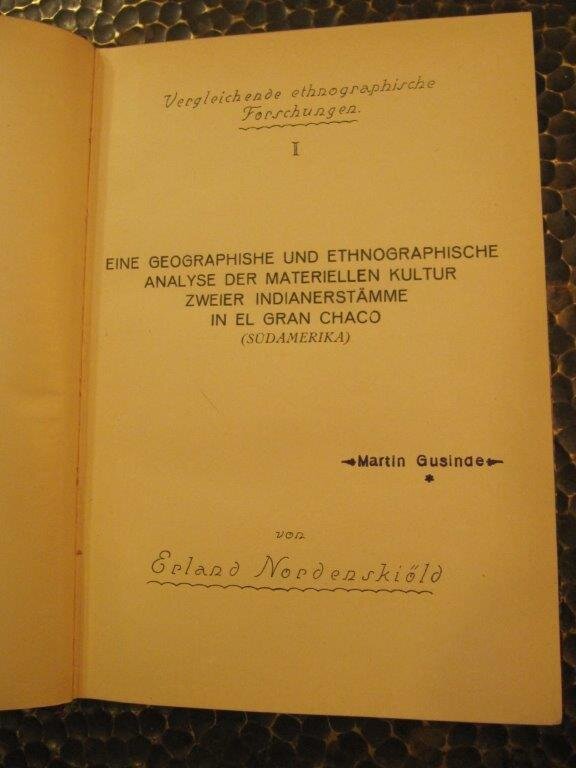 Vergleichende ethnographische
Forschungen.
I
EINE GEOGRAPHISHE UND ETHNOGRAPHISCHE
ANALYSE DER MATERIELLEN KULTUR
ZWEIER INDIANERSTÄMME
IN EL GRAN CHACO
(SÜDAMERIKA)
Martin Gusinde
*
von
Erland Nordenskiöld